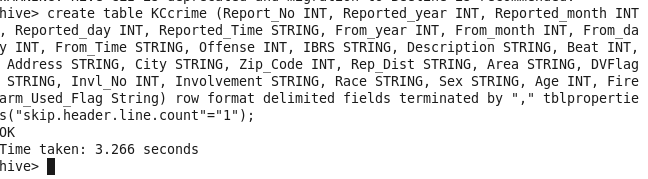 hive> create table KCcrime (Report_No INT, Reported_year INT, Reported_month INT
, Reported_day INT, Reported_Time STRING, From_year INT, From_month INT, From_da
y INT, From_Time STRING, Offense INT, IBRS STRING, Description STRING, Beat INT,
Address STRING, City STRING, Zip_Code INT, Rep_Dist STRING, Area STRING, DVFlag
STRING, Invl_No INT, Involvement STRING, Race STRING, Sex STRING, Age INT, Fire
arm_Used_Flag String) row format delimited fields terminated by "," tblpropertie
s("skip.header.line.count"="1");
OK
Time taken: 3.266 seconds
hive>